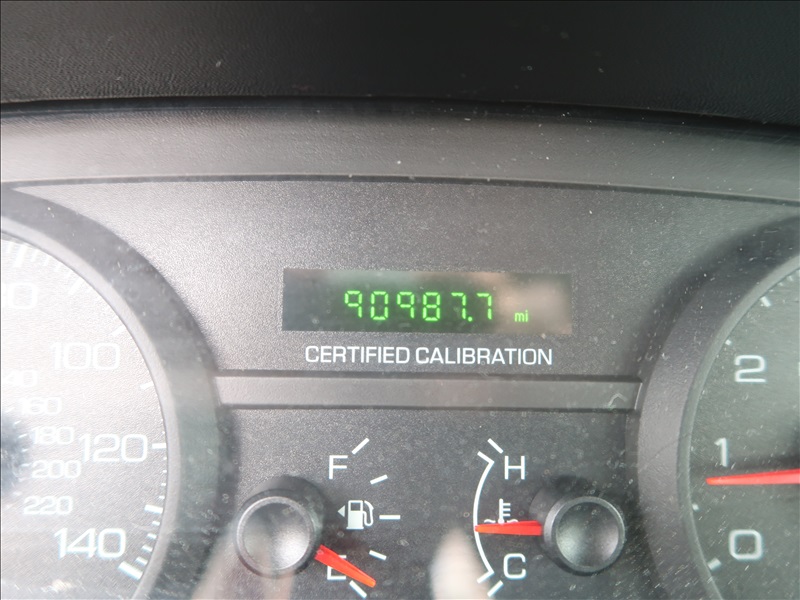 90987.7 mi
CERTIFIED CALIBRATION
100
120
140
160
180
200
220
F
E
H
C
2
1
0